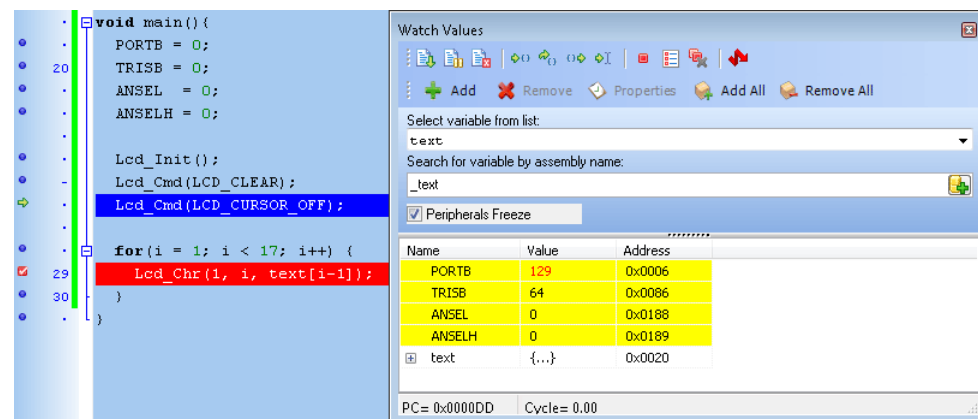 void main(){
PORTB = 0;
20 TRISB = 0;
ANSEL  = 0;
ANSELH = 0;
Lcd_Init();
Lcd_Cmd(LCD_CLEAR);
Lcd_Cmd(LCD_CURSOR_OFF);
for(i = 1; i < 17; i++) {
29 Lcd_Chr(1, i, text[i-1]);
30 }
}
Watch Values
Add Remove Properties Add All Remove All
Select variable from list:
text
Search for variable by assembly name:
_text
Peripherals Freeze
Name Value Address
PORTB 129 0x0006
TRISB 64 0x0086
ANSEL 0 0x0188
ANSELH 0 0x0189
text {...} 0x0020
PC= 0x0000DD Cycle= 0.00